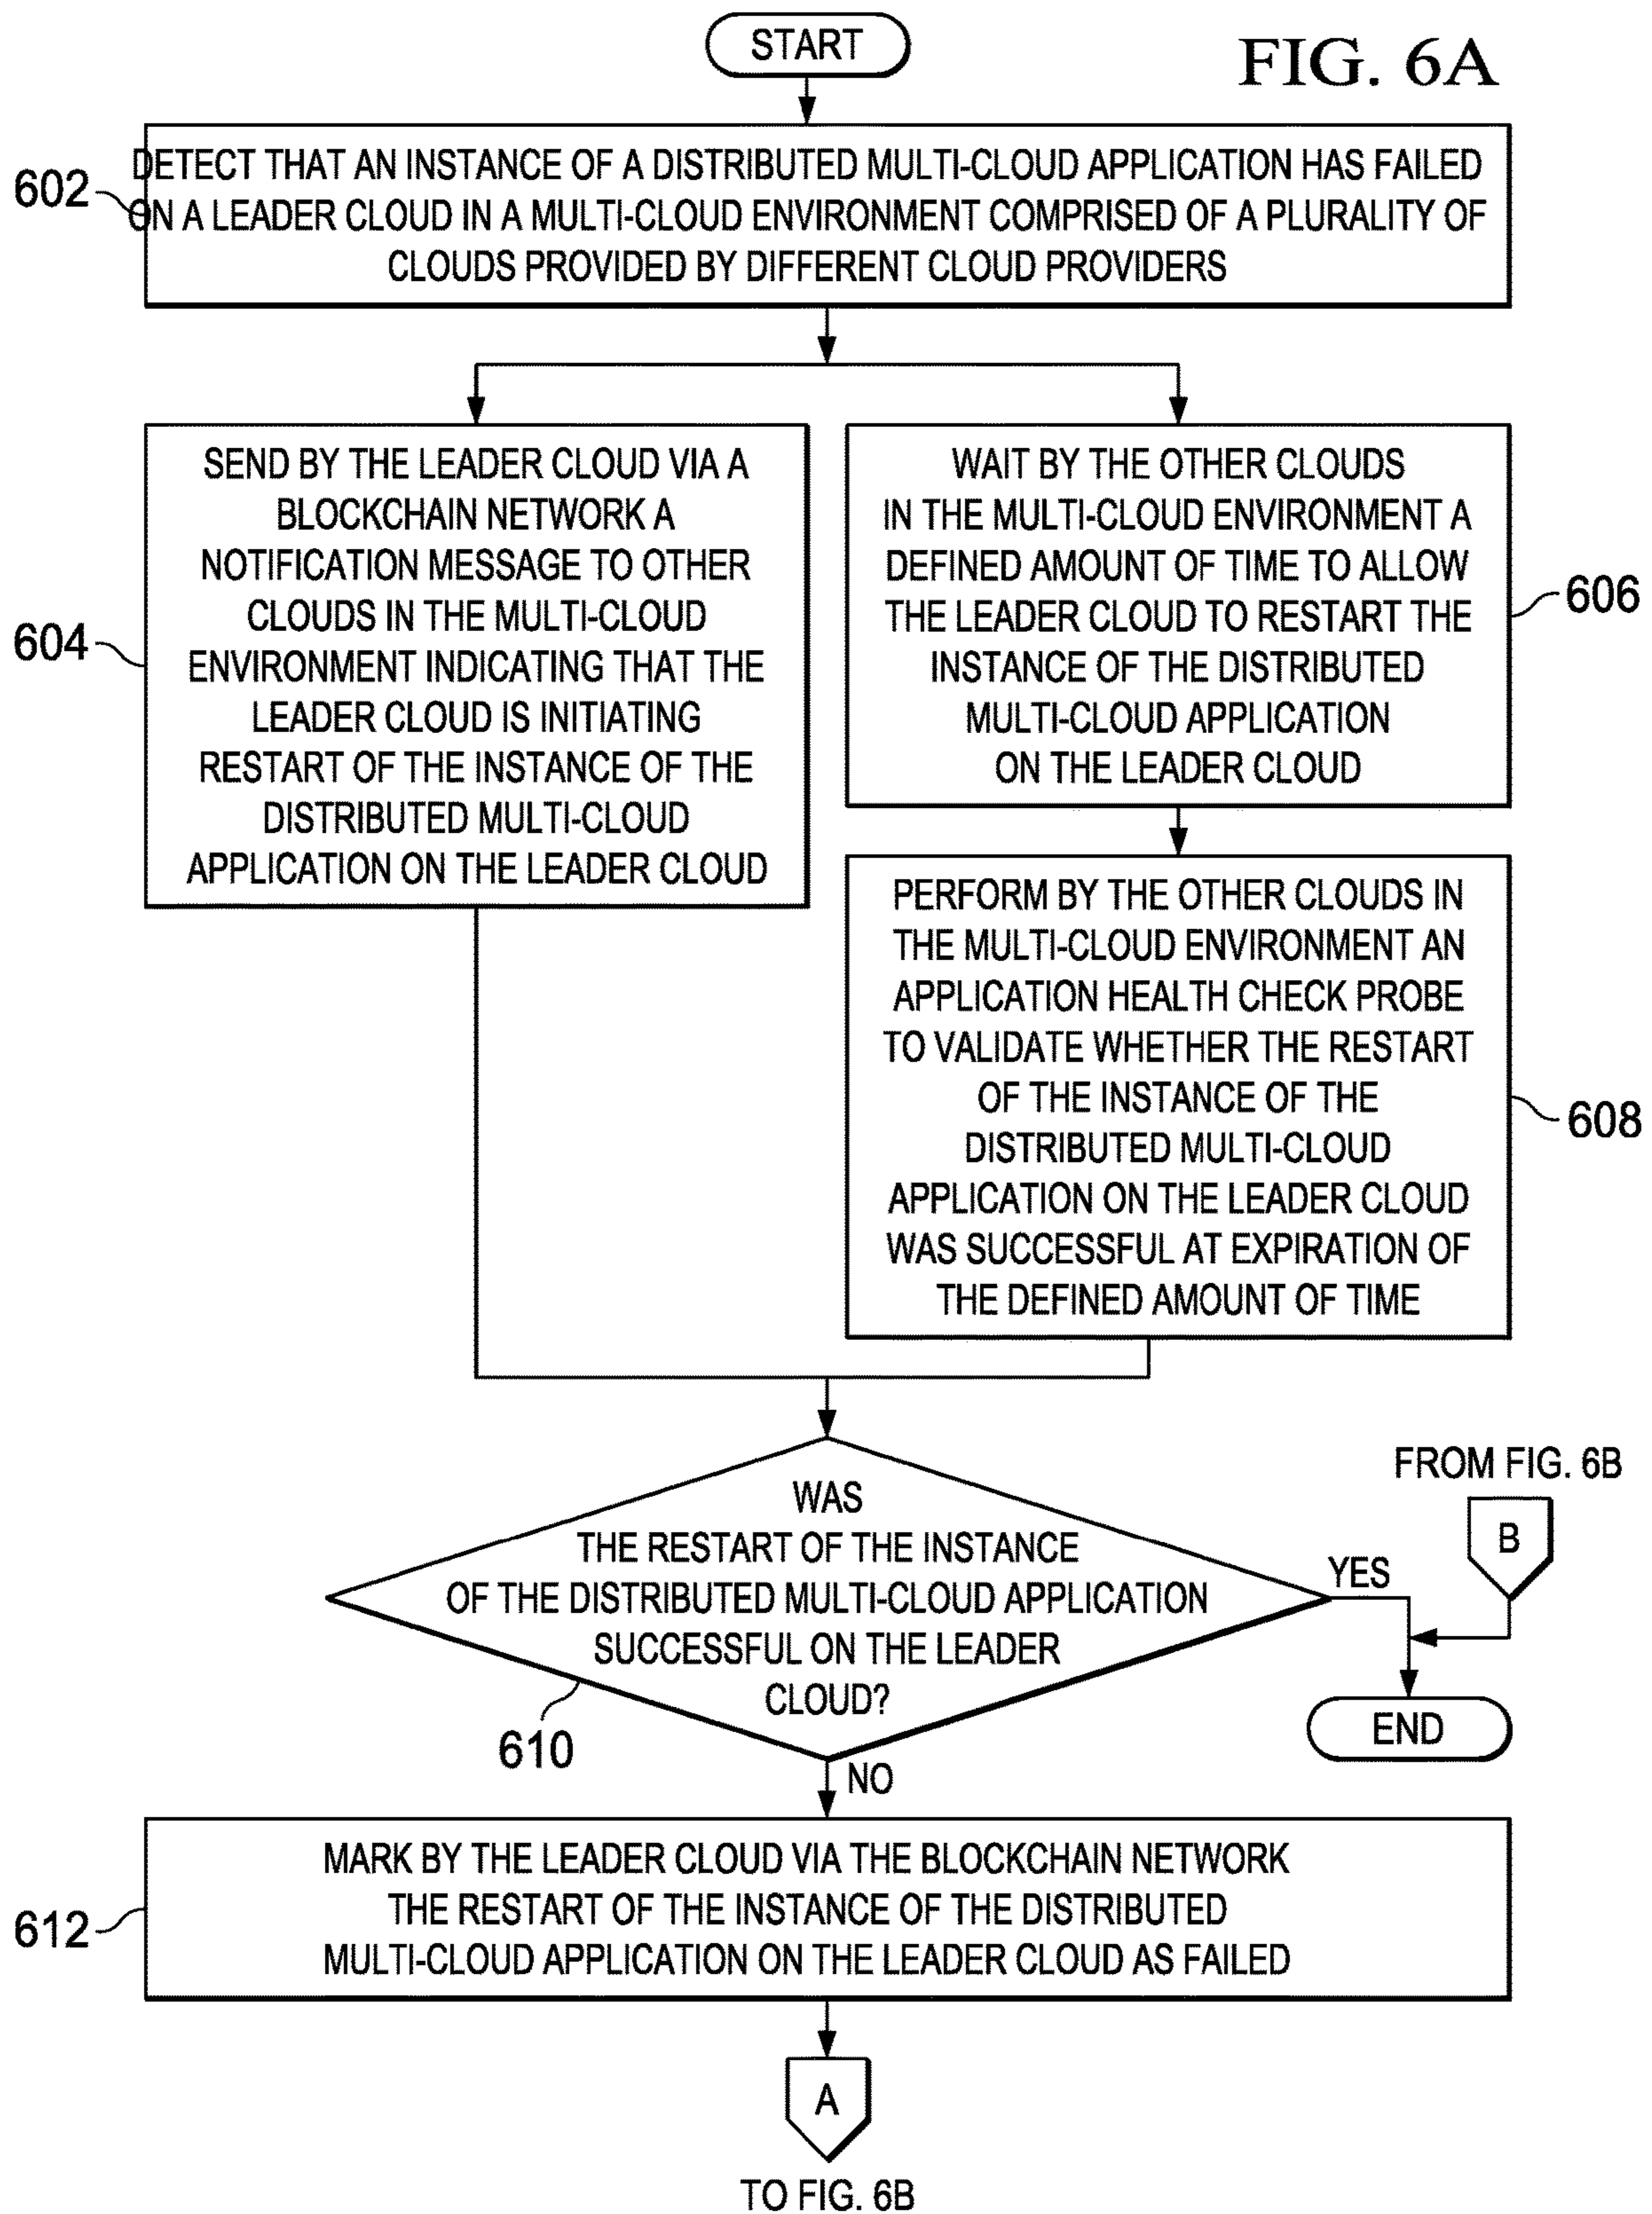 START
FIG. 6A
602
DETECT THAT AN INSTANCE OF A DISTRIBUTED MULTI-CLOUD APPLICATION HAS FAILED
ON A LEADER CLOUD IN A MULTI-CLOUD ENVIRONMENT COMPRISED OF A PLURALITY OF
CLOUDS PROVIDED BY DIFFERENT CLOUD PROVIDERS
604
SEND BY THE LEADER CLOUD VIA A
BLOCKCHAIN NETWORK A
NOTIFICATION MESSAGE TO OTHER
CLOUDS IN THE MULTI-CLOUD
ENVIRONMENT INDICATING THAT THE
LEADER CLOUD IS INITIATING
RESTART OF THE INSTANCE OF THE
DISTRIBUTED MULTI-CLOUD
APPLICATION ON THE LEADER CLOUD
WAIT BY THE OTHER CLOUDS
IN THE MULTI-CLOUD ENVIRONMENT A
DEFINED AMOUNT OF TIME TO ALLOW
THE LEADER CLOUD TO RESTART THE
INSTANCE OF THE DISTRIBUTED
MULTI-CLOUD APPLICATION
ON THE LEADER CLOUD
606
PERFORM BY THE OTHER CLOUDS IN
THE MULTI-CLOUD ENVIRONMENT AN
APPLICATION HEALTH CHECK PROBE
TO VALIDATE WHETHER THE RESTART
OF THE INSTANCE OF THE
DISTRIBUTED MULTI-CLOUD
APPLICATION ON THE LEADER CLOUD
WAS SUCCESSFUL AT EXPIRATION OF
THE DEFINED AMOUNT OF TIME
608
WAS
THE RESTART OF THE INSTANCE
OF THE DISTRIBUTED MULTI-CLOUD APPLICATION
SUCCESSFUL ON THE LEADER
CLOUD?
610
YES
FROM FIG. 6B
B
END
NO
612
MARK BY THE LEADER CLOUD VIA THE BLOCKCHAIN NETWORK
THE RESTART OF THE INSTANCE OF THE DISTRIBUTED
MULTI-CLOUD APPLICATION ON THE LEADER CLOUD AS FAILED
A
TO FIG. 6B